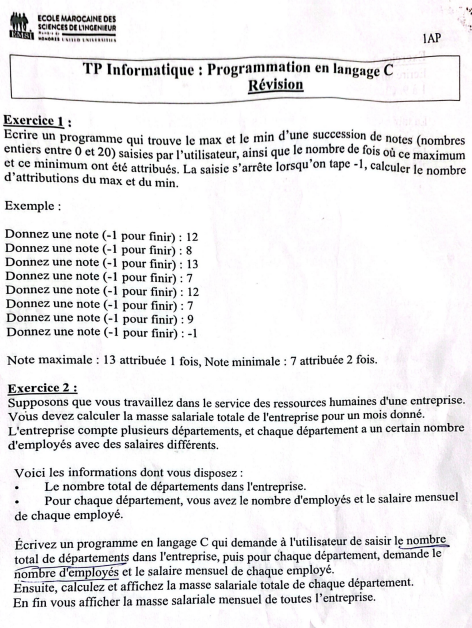 ECOLE MAROCAINE DES
SCIENCES DE L'INGENIEUR
EMSI
HONORIS UNITED UNIVERSITIES
1AP
TP Informatique : Programmation en langage C
Révision
Exercice 1 :
Ecrire un programme qui trouve le max et le min d'une succession de notes (nombres
entiers entre 0 et 20) saisies par l'utilisateur, ainsi que le nombre de fois où ce maximum
et ce minimum ont été attribués. La saisie s'arrête lorsqu'on tape -1, calculer le nombre
d'attributions du max et du min.
Exemple :
Donnez une note (-1 pour finir) : 12
Donnez une note (-1 pour finir) : 8
Donnez une note (-1 pour finir) : 13
Donnez une note (-1 pour finir) : 7
Donnez une note (-1 pour finir) : 12
Donnez une note (-1 pour finir) : 7
Donnez une note (-1 pour finir) : 9
Donnez une note (-1 pour finir) : -1
Note maximale : 13 attribuée 1 fois, Note minimale : 7 attribuée 2 fois.
Exercice 2 :
Supposons que vous travaillez dans le service des ressources humaines d'une entreprise.
Vous devez calculer la masse salariale totale de l'entreprise pour un mois donné.
L'entreprise compte plusieurs départements, et chaque département a un certain nombre
d'employés avec des salaires différents.
Voici les informations dont vous disposez :
• Le nombre total de départements dans l'entreprise.
• Pour chaque département, vous avez le nombre d'employés et le salaire mensuel
de chaque employé.
Écrivez un programme en langage C qui demande à l'utilisateur de saisir le nombre
total de départements dans l'entreprise, puis pour chaque département, demande le
nombre d'employés et le salaire mensuel de chaque employé.
Ensuite, calculez et affichez la masse salariale totale de chaque département.
En fin vous afficher la masse salariale mensuel de toutes l'entreprise.